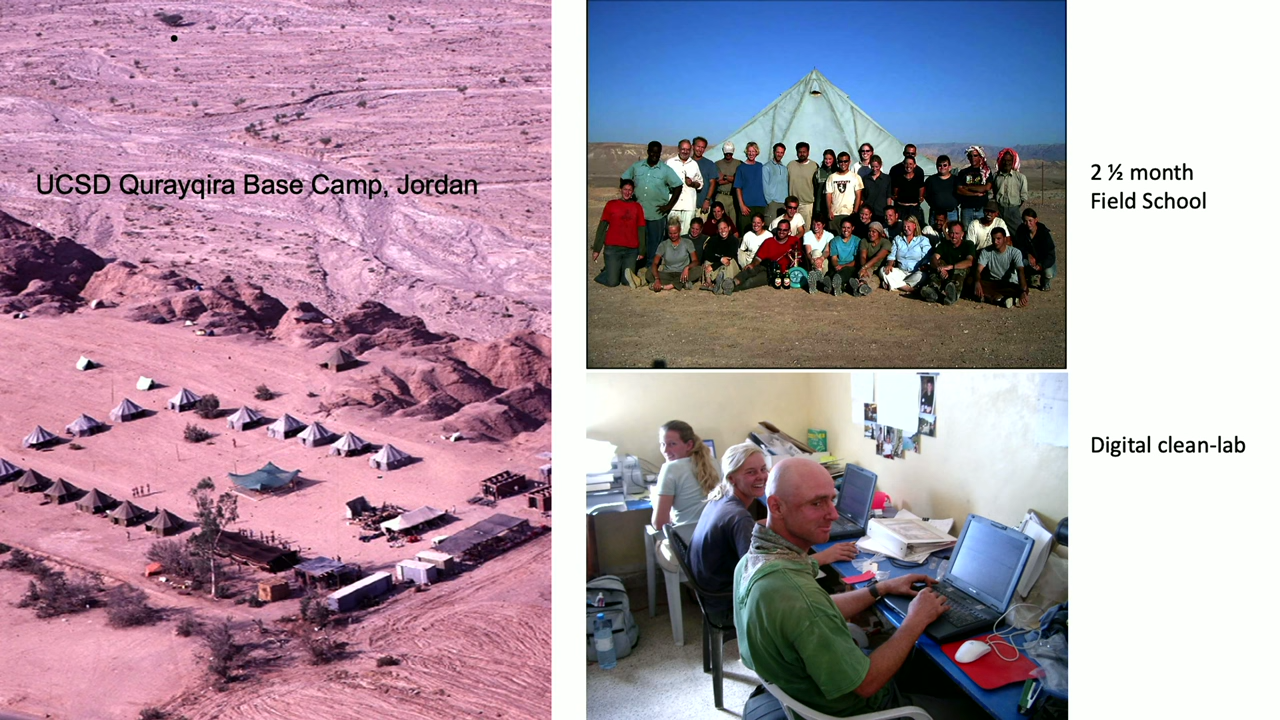 UCSD Qurayqira Base Camp, Jordan
2 ½ month
Field School
Digital clean-lab